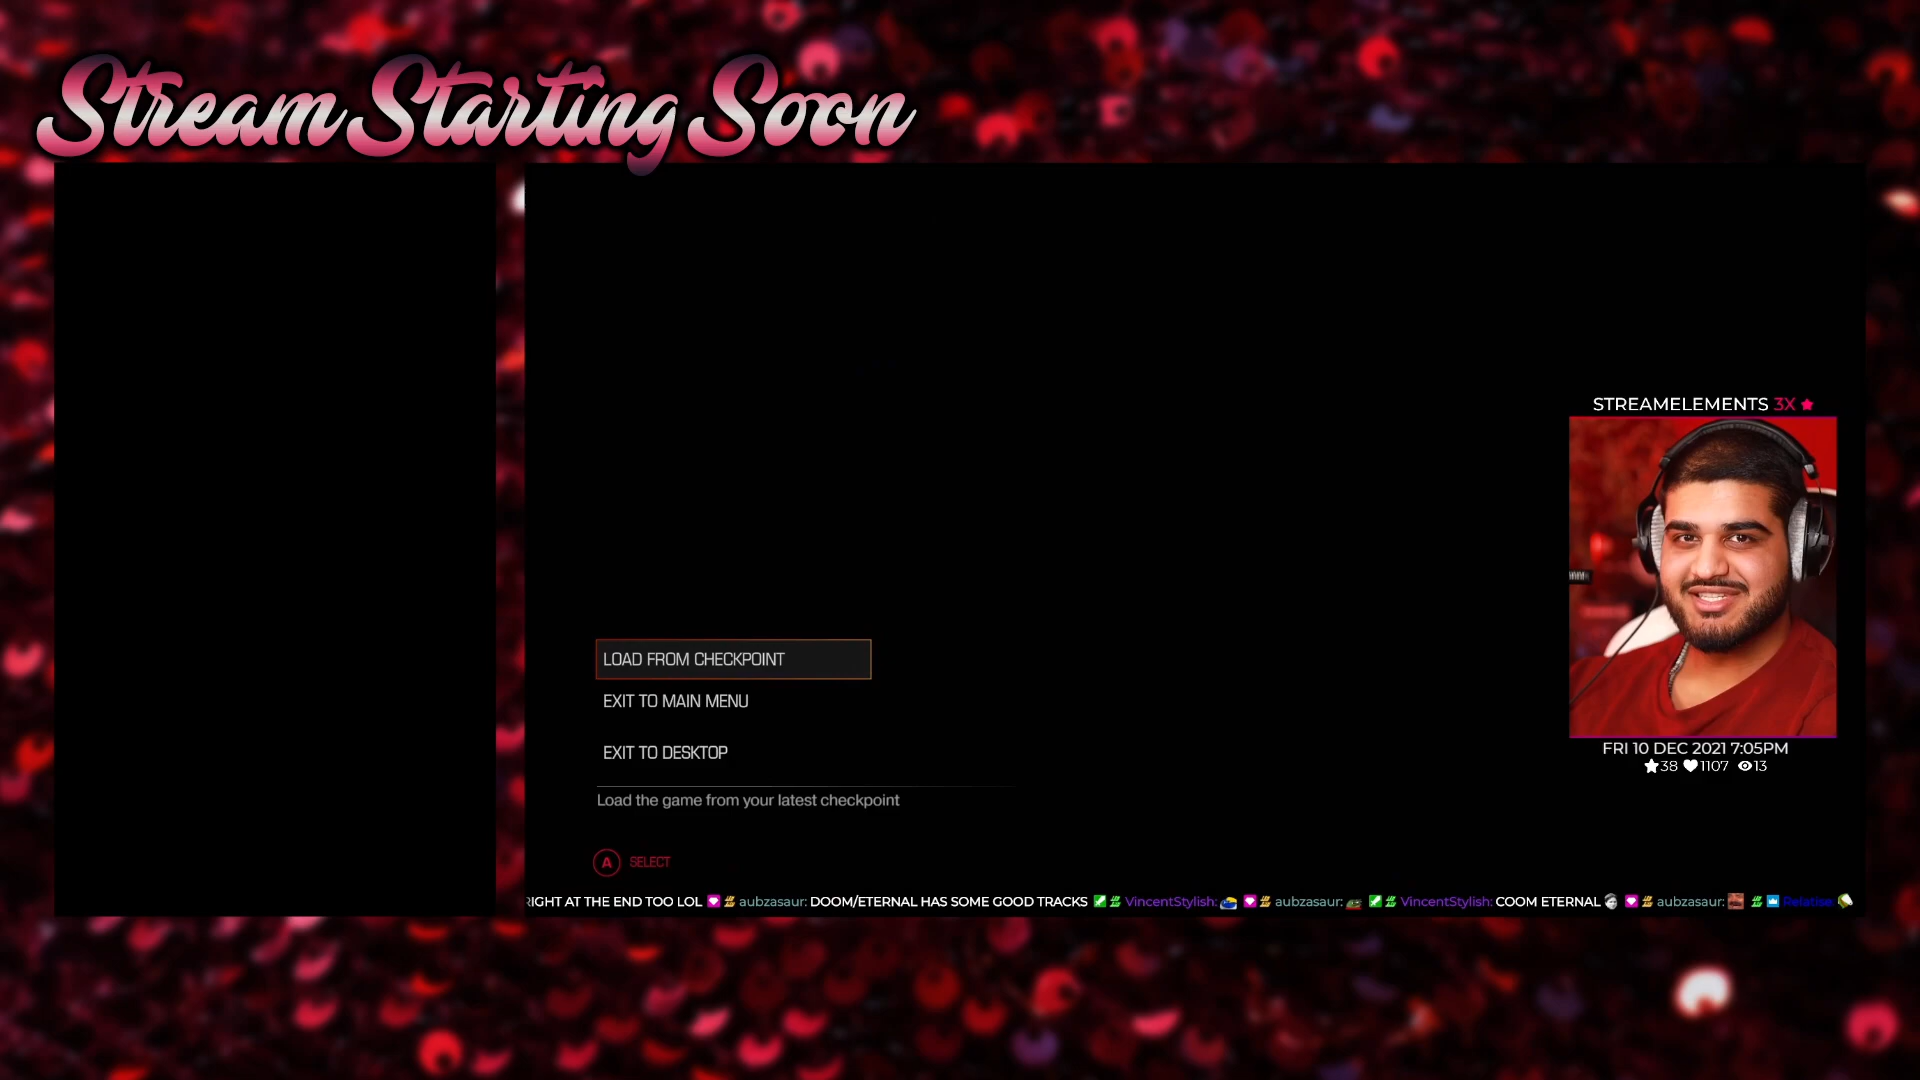 Stream Starting Soon
STREAMELEMENTS 3X
LOAD FROM CHECKPOINT
EXIT TO MAIN MENU
EXIT TO DESKTOP
Load the game from your latest checkpoint
FRI 10 DEC 2021 7:05PM
38 1107 13
A SELECT
RIGHT AT THE END TOO LOL aubzasaur: DOOM/ETERNAL HAS SOME GOOD TRACKS VincentStylish: aubzasaur: VincentStylish: COOM ETERNAL aubzasaur: Relatise: